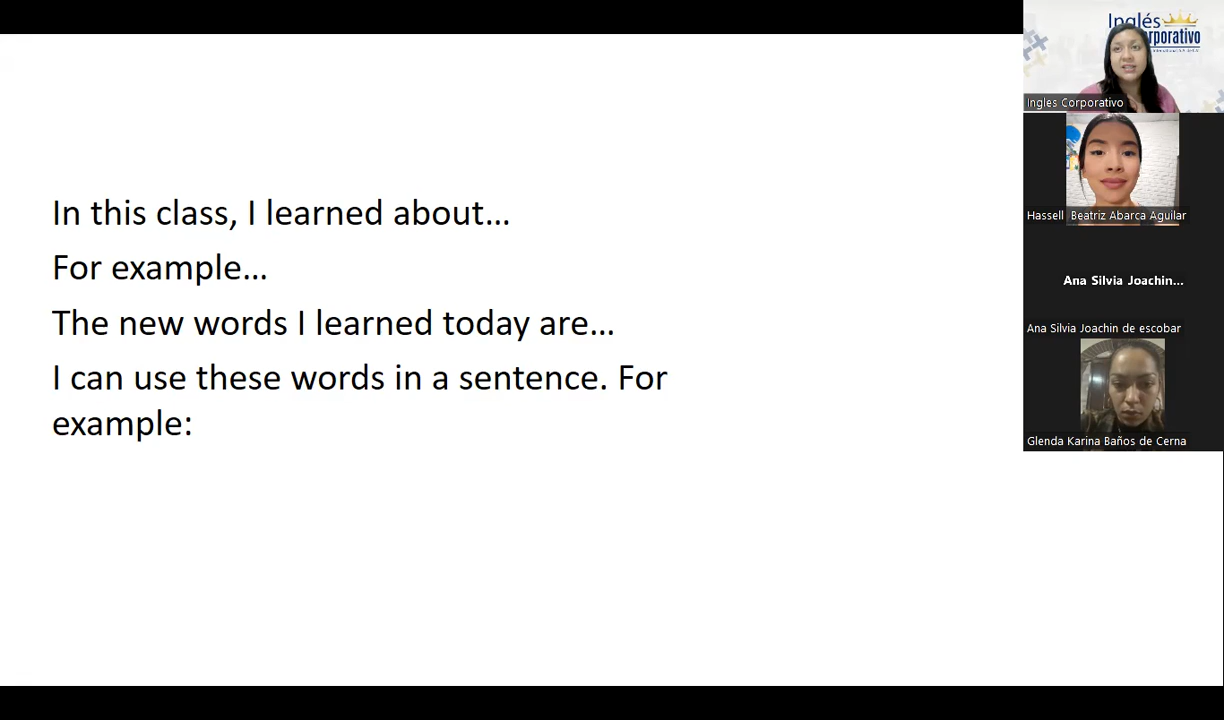 In this class, I learned about...
For example...
The new words I learned today are...
I can use these words in a sentence. For
example:
Inglés
orporativo
Ingles Corporativo
Hassell Beatriz Abarca Aguilar
Ana Silvia Joachin...
Ana Silvia Joachin de escobar
Glenda Karina Baños de Cerna